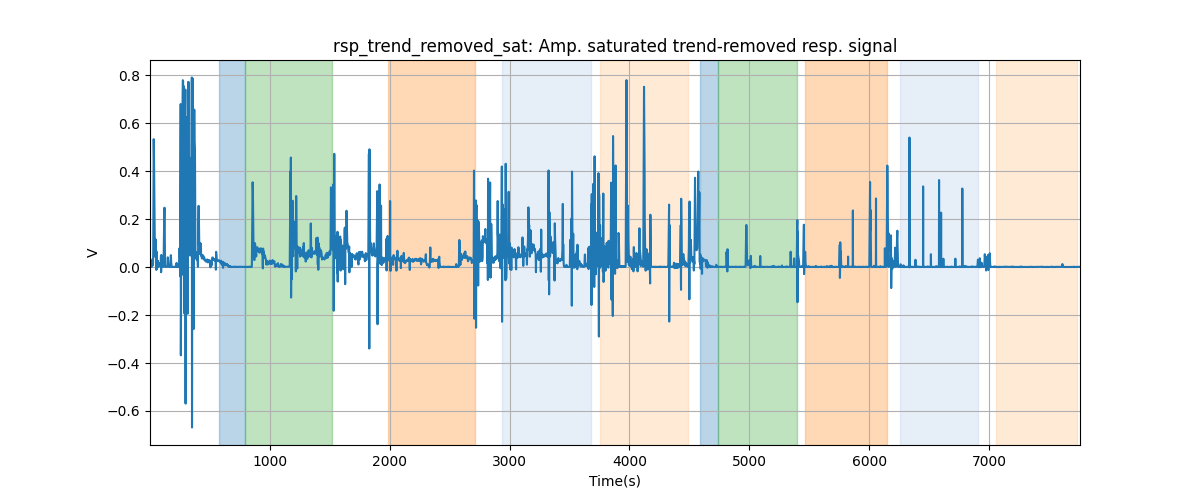 rsp_trend_removed_sat: Amp. saturated trend-removed resp. signal
0.8
0.6
0.4
0.2
0.0
−0.2
−0.4
−0.6
V
1000 2000 3000 4000 5000 6000 7000
Time(s)